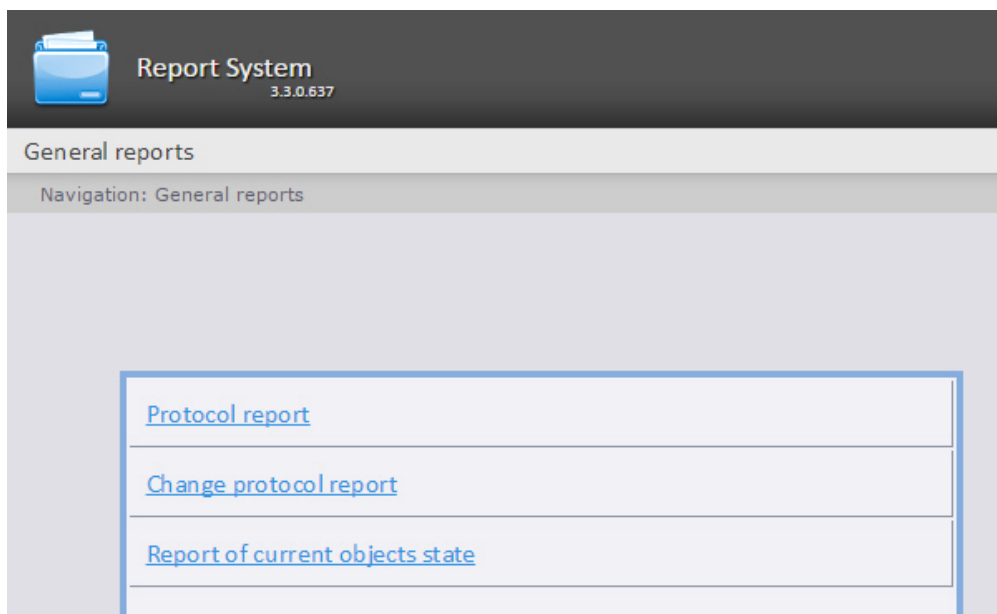 Report System
3.3.0.637
General reports
Navigation: General reports
Protocol report
Change protocol report
Report of current objects state